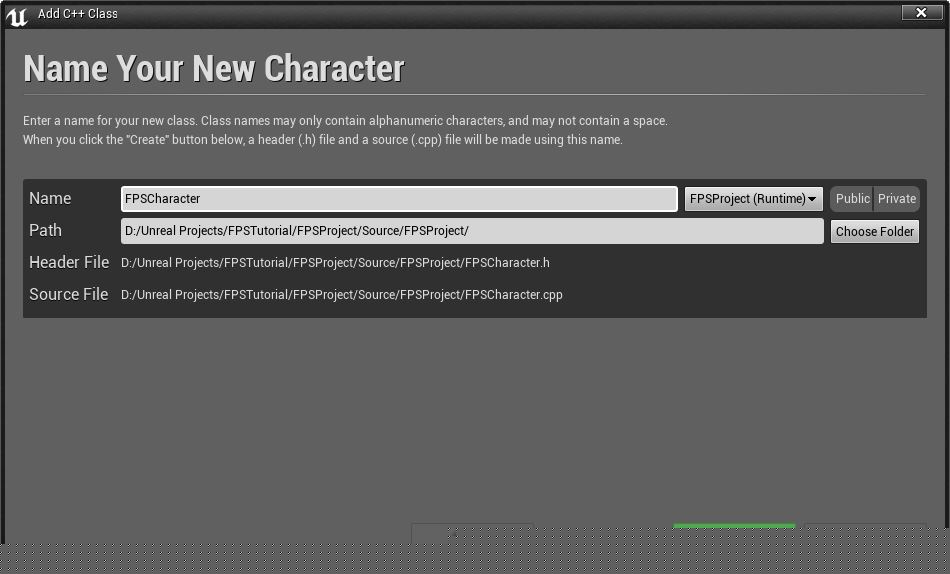 Add C++ Class
Name Your New Character
Enter a name for your new class. Class names may only contain alphanumeric characters, and may not contain a space.
When you click the "Create" button below, a header (.h) file and a source (.cpp) file will be made using this name.
Name FPSCharacter FPSProject (Runtime) Public Private
Path D:/Unreal Projects/FPSTutorial/FPSProject/Source/FPSProject/ Choose Folder
Header File D:/Unreal Projects/FPSTutorial/FPSProject/Source/FPSProject/FPSCharacter.h
Source File D:/Unreal Projects/FPSTutorial/FPSProject/Source/FPSProject/FPSCharacter.cpp